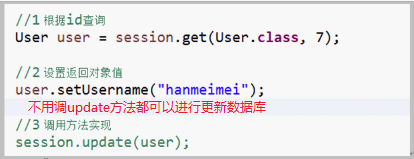 //1 根据id查询
User user = session.get(User.class, 7);
//2 设置返回对象值
user.setUsername("hanmeimei");
不用调update方法都可以进行更新数据库
//3 调用方法实现
session.update(user);